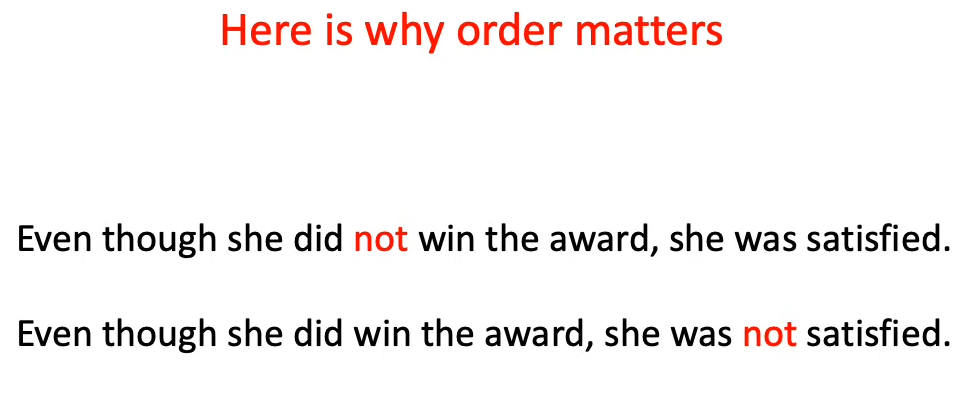 Here is why order matters
Even though she did not win the award, she was satisfied.
Even though she did win the award, she was not satisfied.